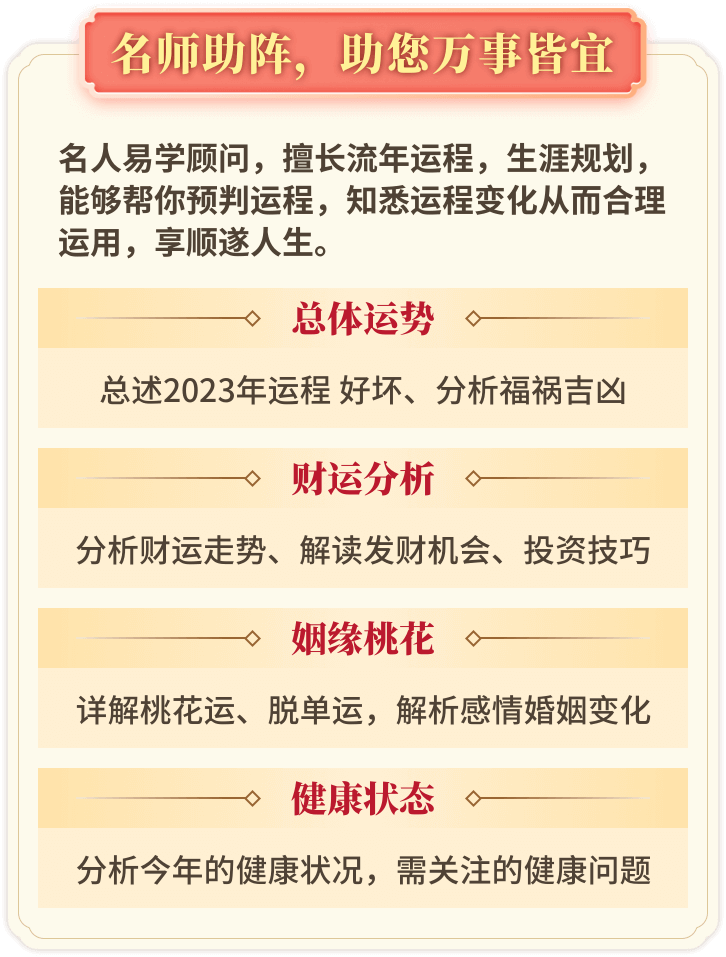 名师助阵，助您万事皆宜
名人易学顾问，擅长流年运程，生涯规划，
能够帮你预判运程，知悉运程变化从而合理
运用，享顺遂人生。
总体运势
总述2023年运程 好坏、分析福祸吉凶
财运分析
分析财运走势、解读发财机会、投资技巧
姻缘桃花
详解桃花运、脱单运，解析感情婚姻变化
健康状态
分析今年的健康状况，需关注的健康问题